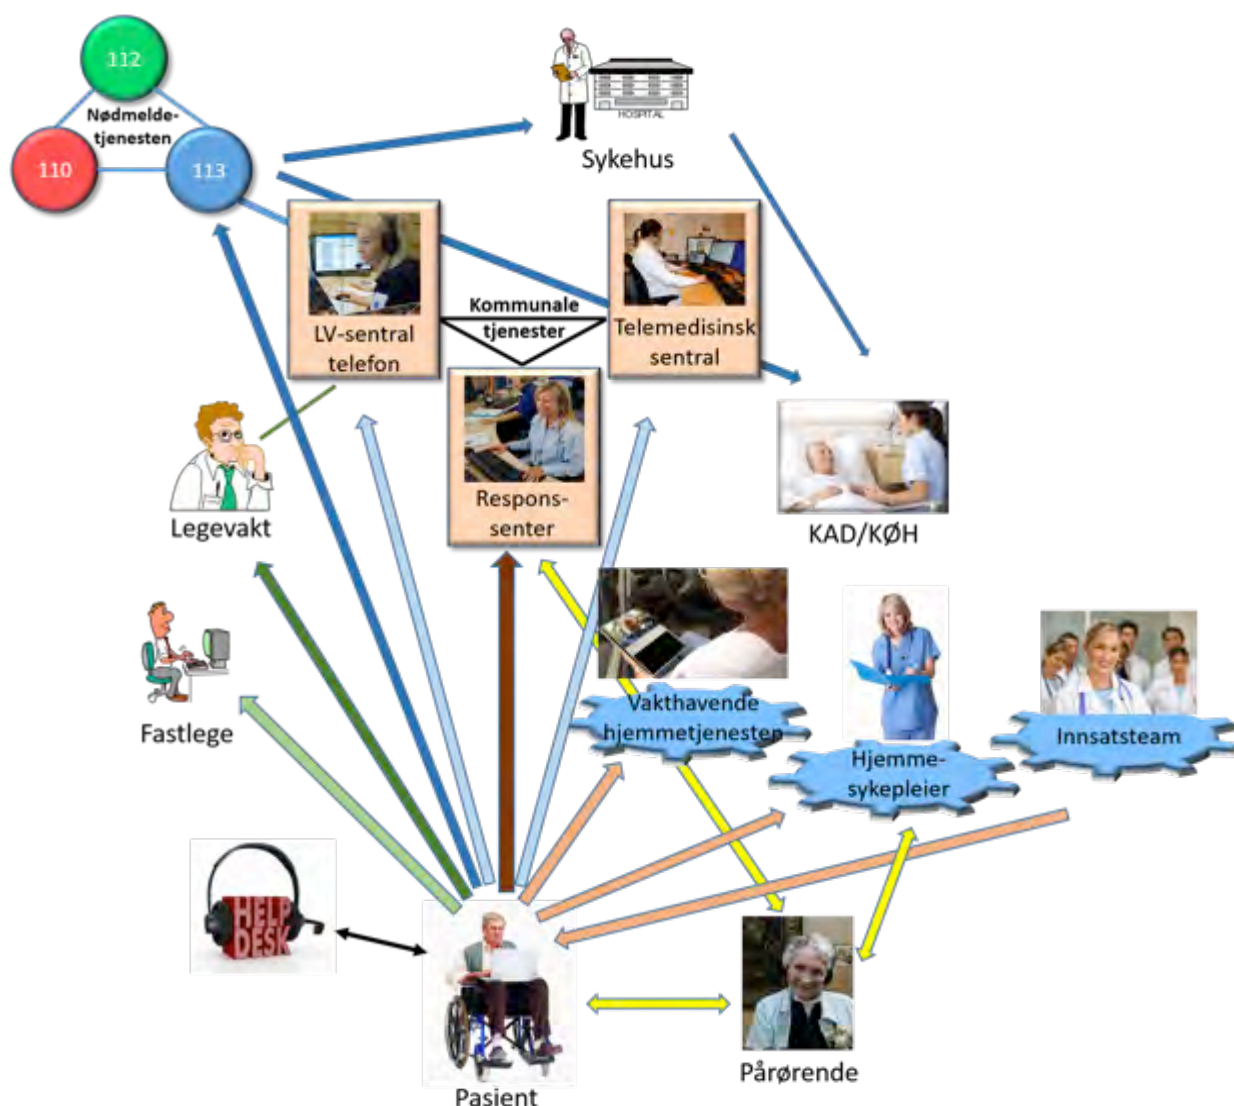 112
Nødmelde-
tjenesten
110
113
HOSPITAL
Sykehus
Kommunale
tjenester
LV-sentral
telefon
Telemedisinsk
sentral
Respons-
senter
Legevakt
KAD/KØH
Fastlege
Vakthavende
hjemmetjenesten
Hjemme-
sykepleier
Innsatsteam
HELP
DESK
Pasient
Pårørende